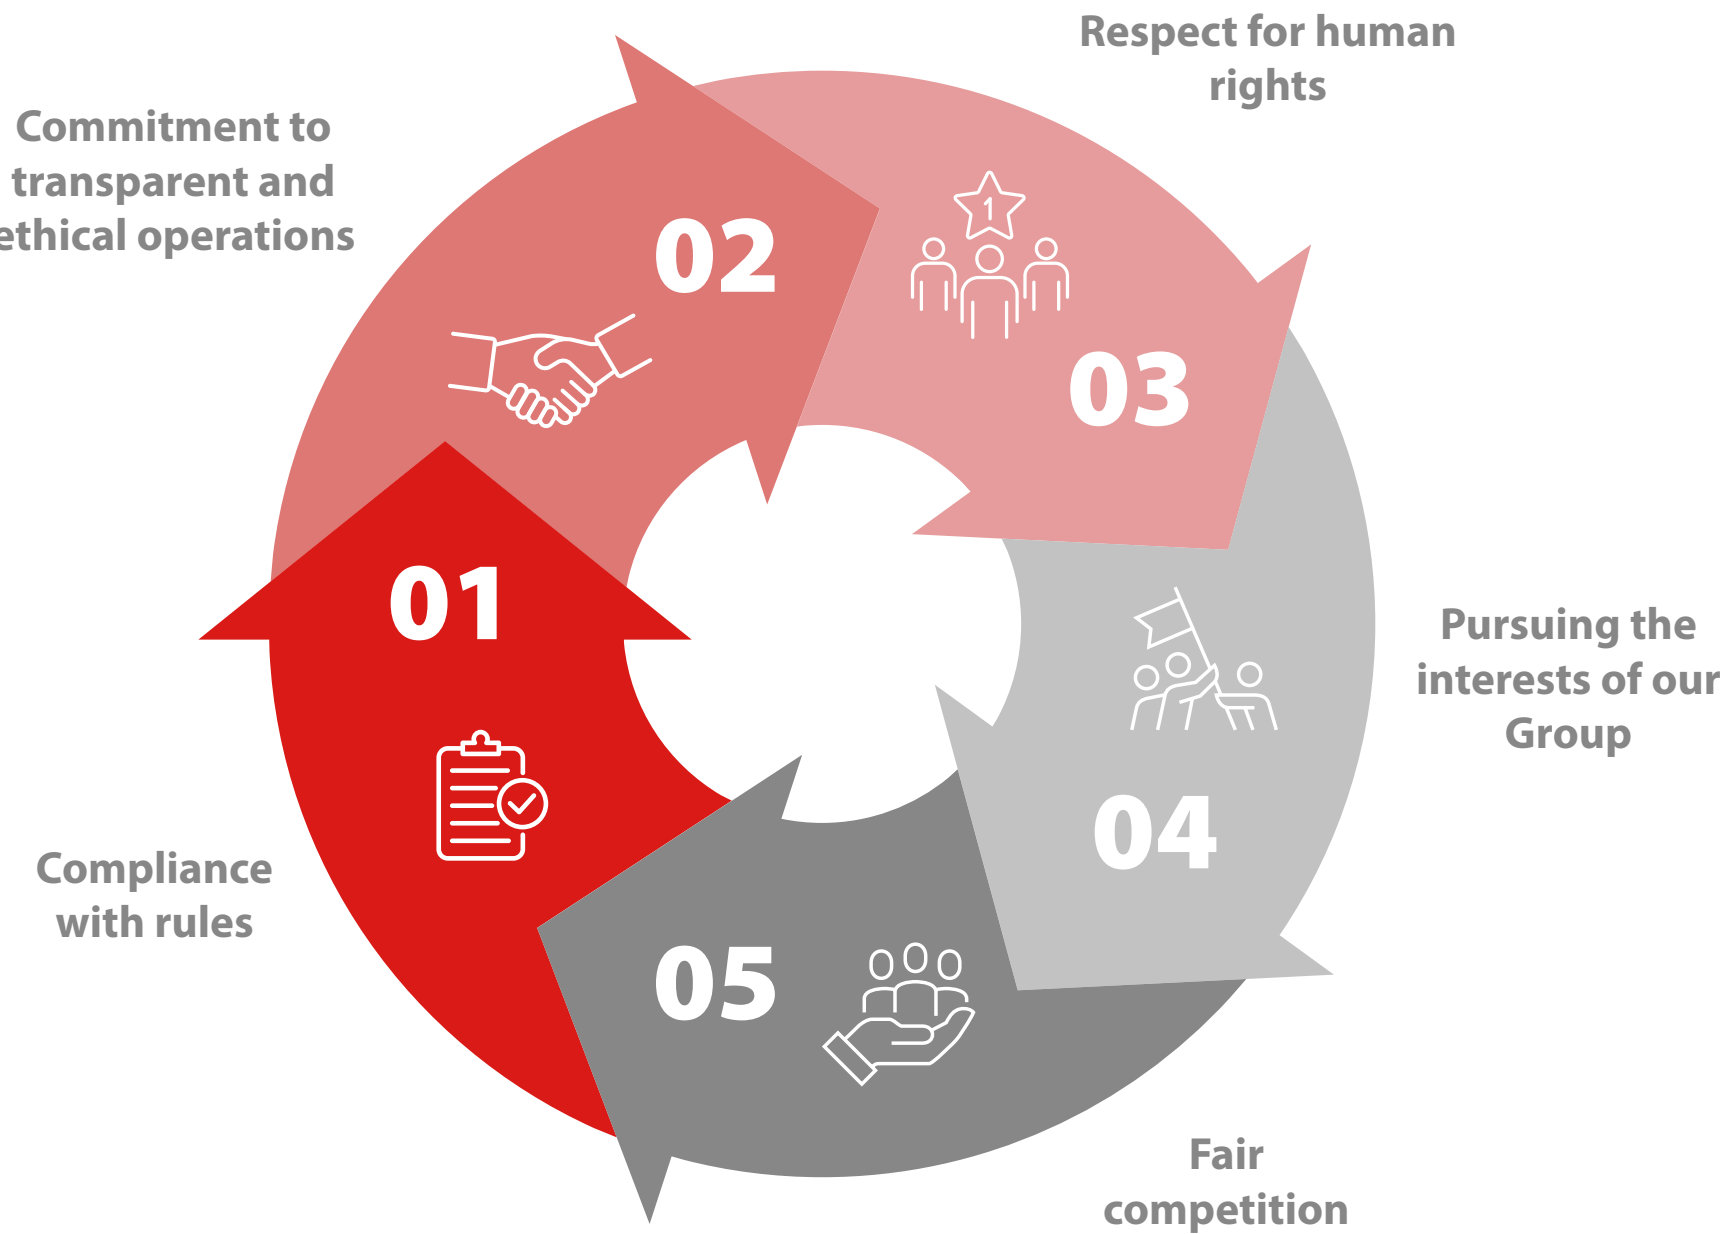 01
Compliance
with rules
02
Commitment to
transparent and
ethical operations
03
1
Respect for human
rights
04
Pursuing the
interests of our
Group
05
Fair
competition